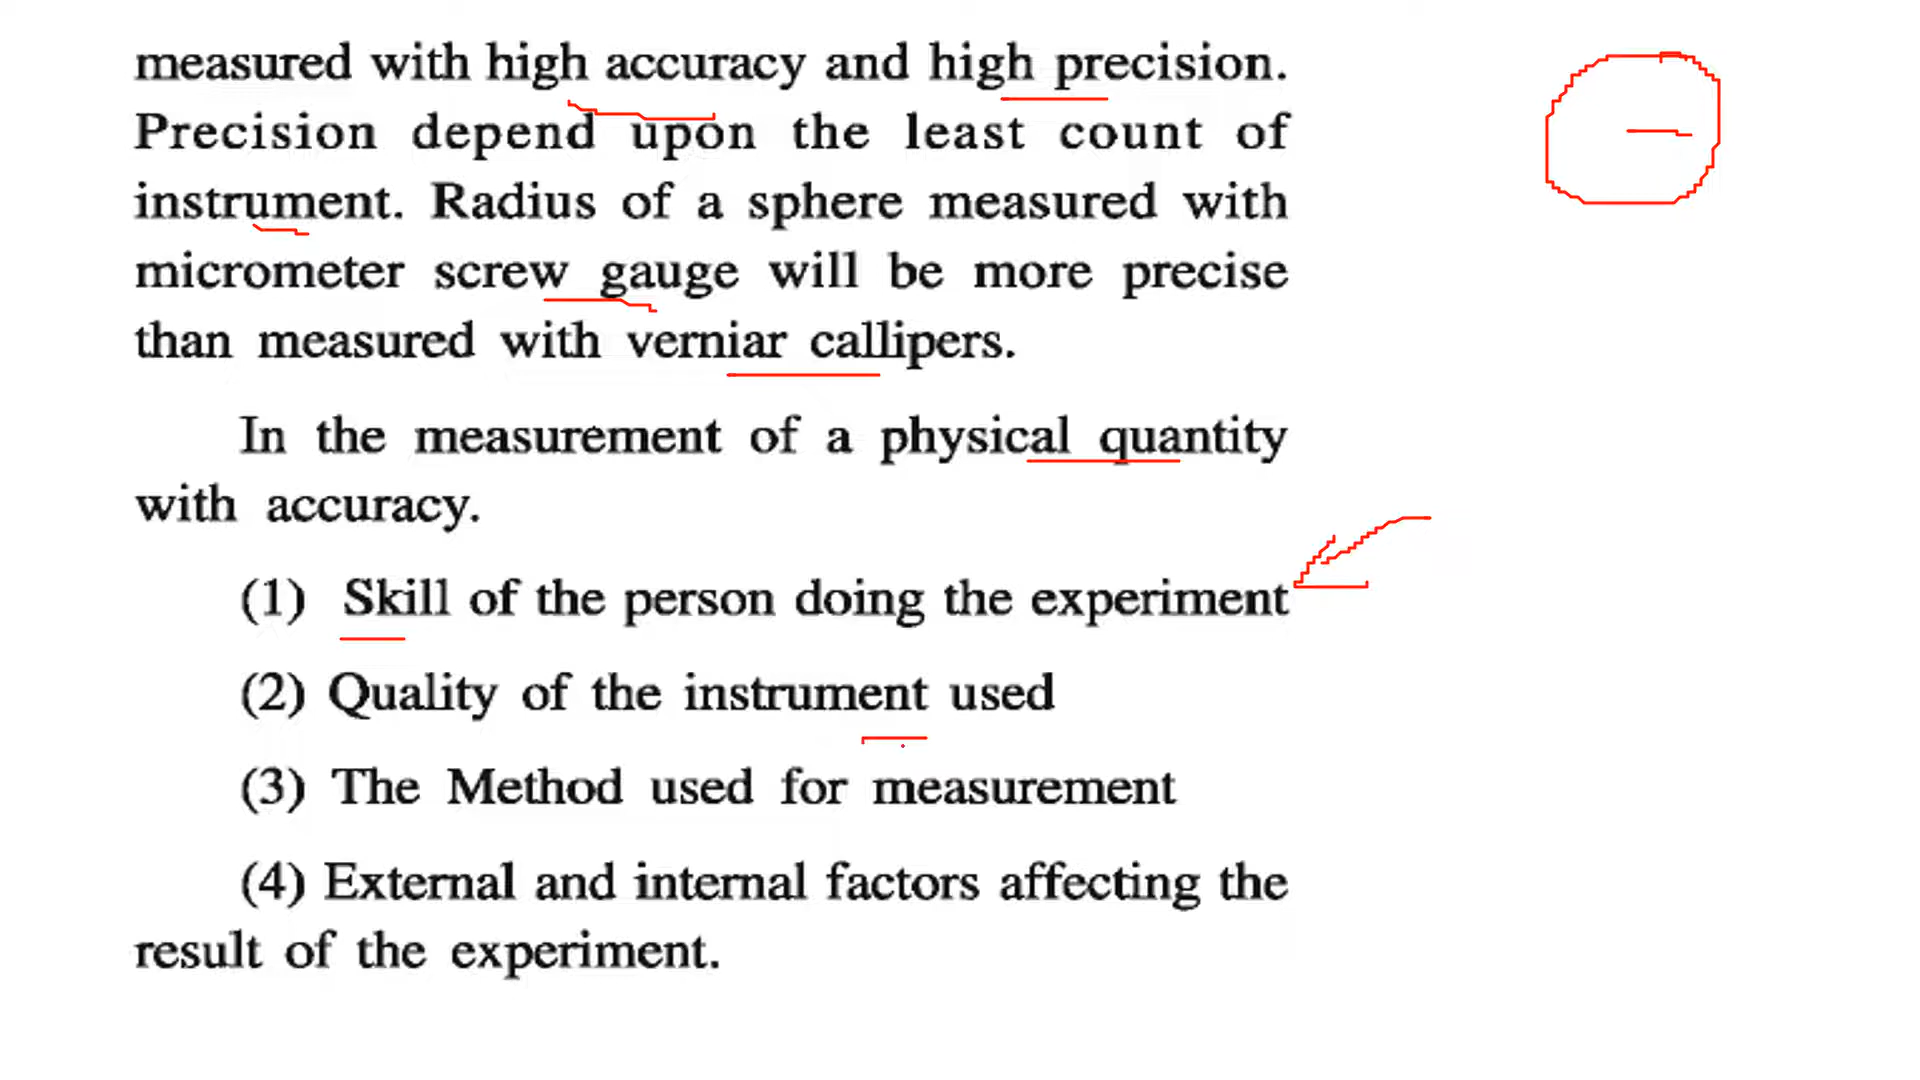 measured with high accuracy and high precision.
Precision depend upon the least count of
instrument. Radius of a sphere measured with
micrometer screw gauge will be more precise
than measured with verniar callipers.
In the measurement of a physical quantity
with accuracy.
(1) Skill of the person doing the experiment
(2) Quality of the instrument used
(3) The Method used for measurement
(4) External and internal factors affecting the
result of the experiment.